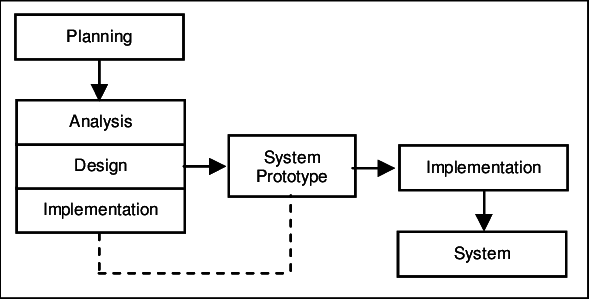 Planning
Analysis
Design
Implementation
System
Prototype
Implementation
System